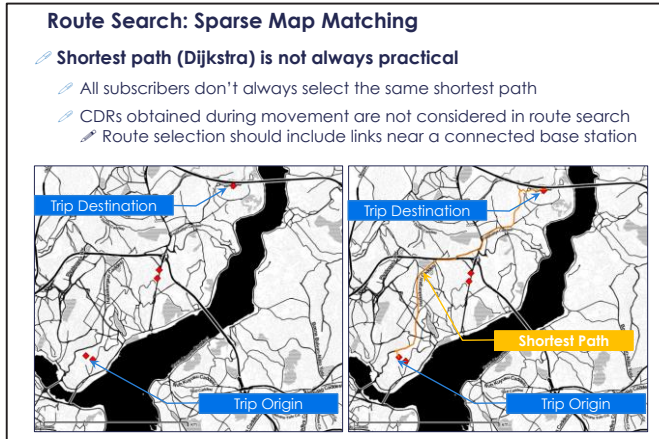 Route Search: Sparse Map Matching
Shortest path (Dijkstra) is not always practical
All subscribers don't always select the same shortest path
CDRs obtained during movement are not considered in route search
Route selection should include links near a connected base station
Trip Destination
Trip Origin
Trip Destination
Shortest Path
Trip Origin